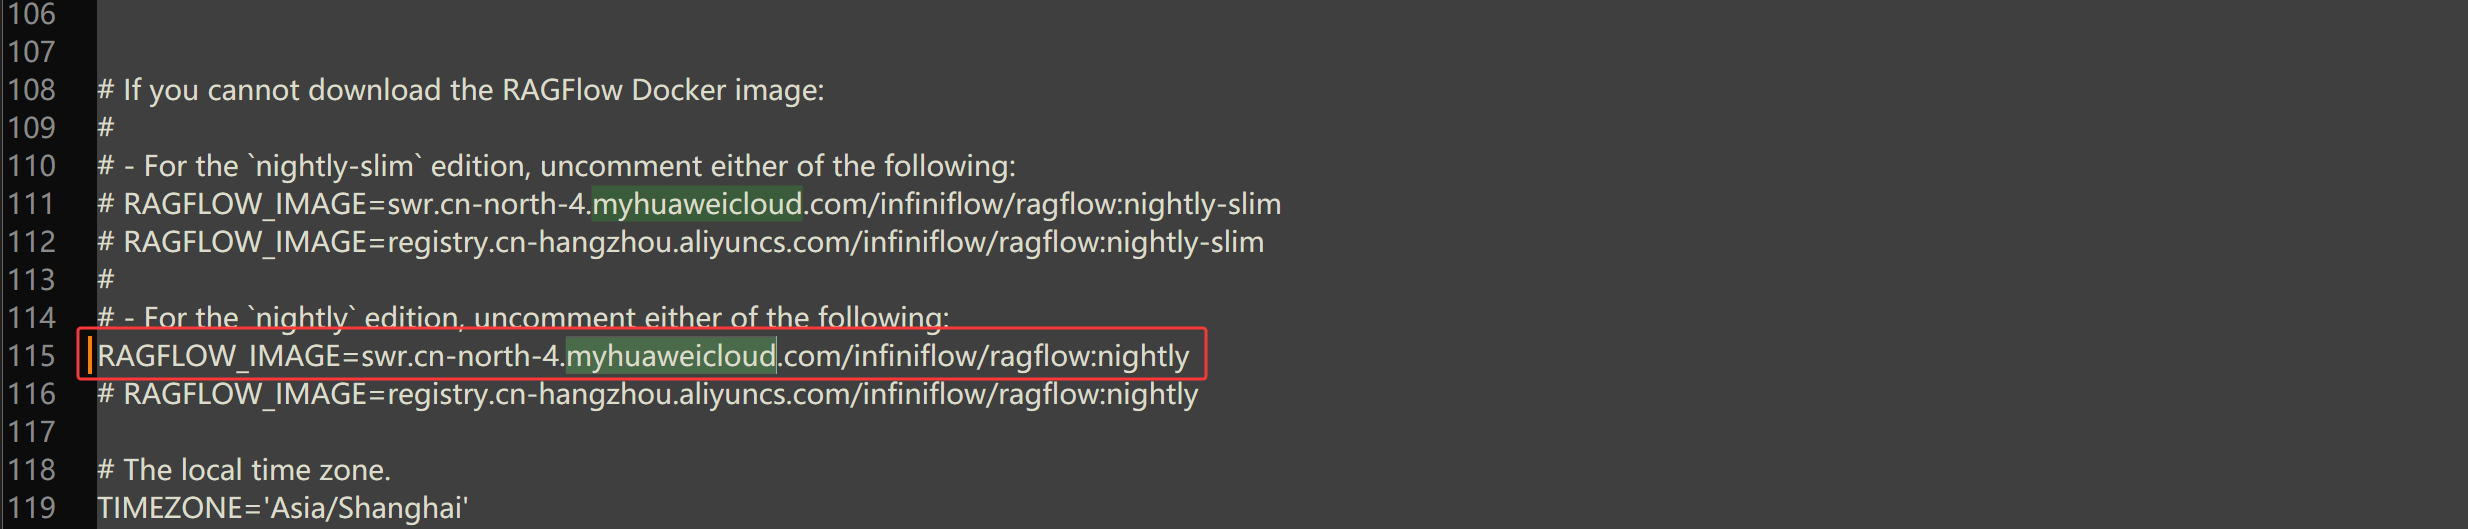 106
107
108 # If you cannot download the RAGFlow Docker image:
109 #
110 # - For the `nightly-slim` edition, uncomment either of the following:
111 # RAGFLOW_IMAGE=swr.cn-north-4.myhuaweicloud.com/infiniflow/ragflow:nightly-slim
112 # RAGFLOW_IMAGE=registry.cn-hangzhou.aliyuncs.com/infiniflow/ragflow:nightly-slim
113 #
114 # - For the `nightly` edition, uncomment either of the following:
115 RAGFLOW_IMAGE=swr.cn-north-4.myhuaweicloud.com/infiniflow/ragflow:nightly
116 # RAGFLOW_IMAGE=registry.cn-hangzhou.aliyuncs.com/infiniflow/ragflow:nightly
117
118 # The local time zone.
119 TIMEZONE='Asia/Shanghai'